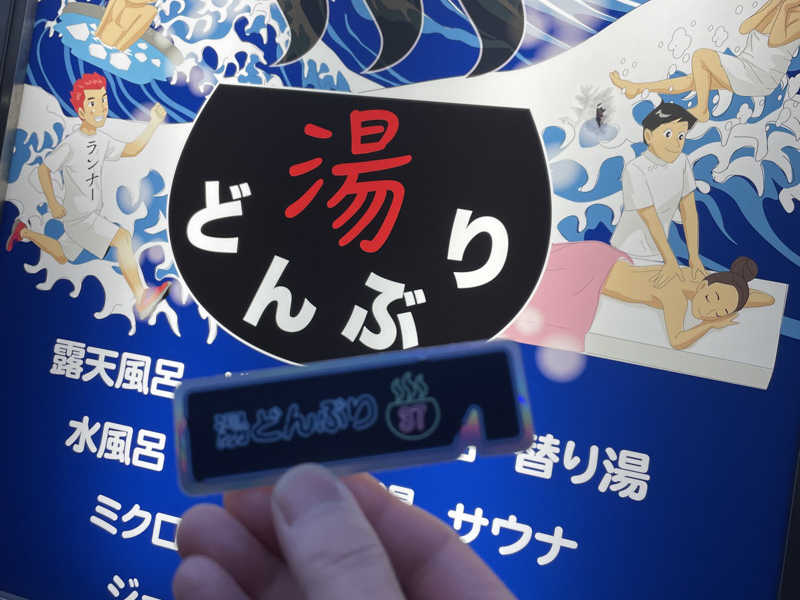 湯
どんぶり
ランナー
露天風呂
水風呂
替り湯
ミクロ
湯
サウナ
ジ
どんぶり